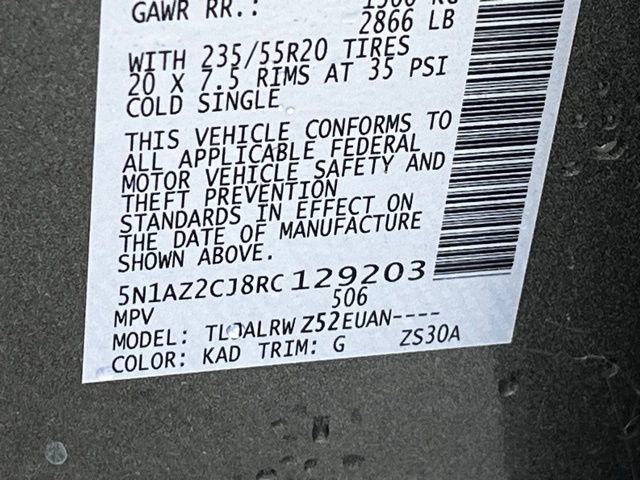 GAWR RR.:
2866 LB
WITH 235/55R20 TIRES
20 X 7.5 RIMS AT 35 PSI
COLD SINGLE
THIS VEHICLE CONFORMS TO
ALL APPLICABLE FEDERAL
MOTOR VEHICLE SAFETY AND
THEFT PREVENTION
STANDARDS IN EFFECT ON
THE DATE OF MANUFACTURE
SHOWN ABOVE.
5N1AZ2CJ8RC129203
MPV 506
MODEL: Z52EUAN----
COLOR: KAD TRIM: G ZS30A